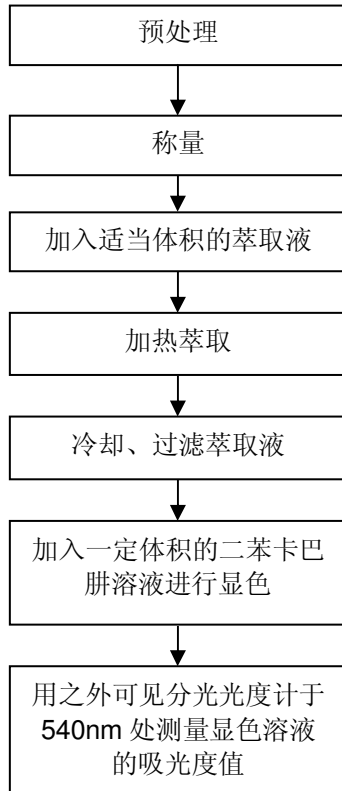 预处理
称量
加入适当体积的萃取液
加热萃取
冷却、过滤萃取液
加入一定体积的二苯卡巴
肼溶液进行显色
用之外可见分光光度计于
540nm 处测量显色溶液
的吸光度值